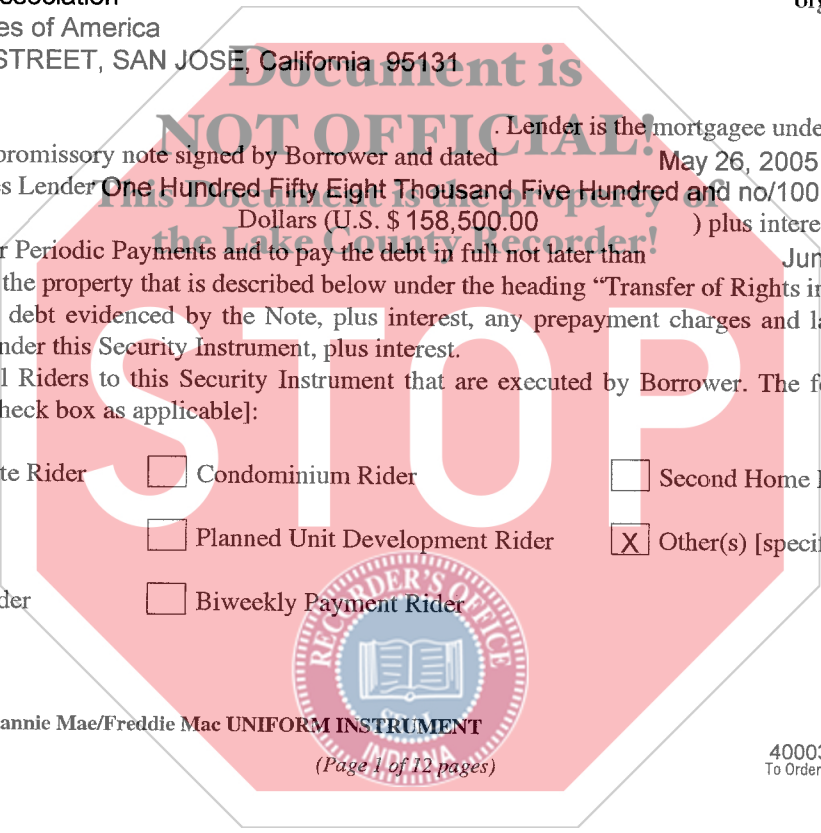 ssociation
org
es of America
STREET, SAN JOSE, California 95131
Document is
NOT OFFICIAL!
. Lender is the mortgagee unde
promissory note signed by Borrower and dated May 26, 2005
s Lender One Hundred Fifty Eight Thousand Five Hundred and no/100
This Document is the property of
Dollars (U.S. $ 158,500.00 ) plus intere
the Lake County Recorder!
r Periodic Payments and to pay the debt in full not later than Jun
the property that is described below under the heading “Transfer of Rights in
debt evidenced by the Note, plus interest, any prepayment charges and la
nder this Security Instrument, plus interest.
l Riders to this Security Instrument that are executed by Borrower. The fo
heck box as applicable]:
STOP
te Rider Condominium Rider Second Home
Planned Unit Development Rider X Other(s) [specif
der Biweekly Payment Rider
RECORDER'S OFFICE
SEAL
INDIANA
annie Mae/Freddie Mac UNIFORM INSTRUMENT
(Page 1 of 12 pages)
40003
To Order